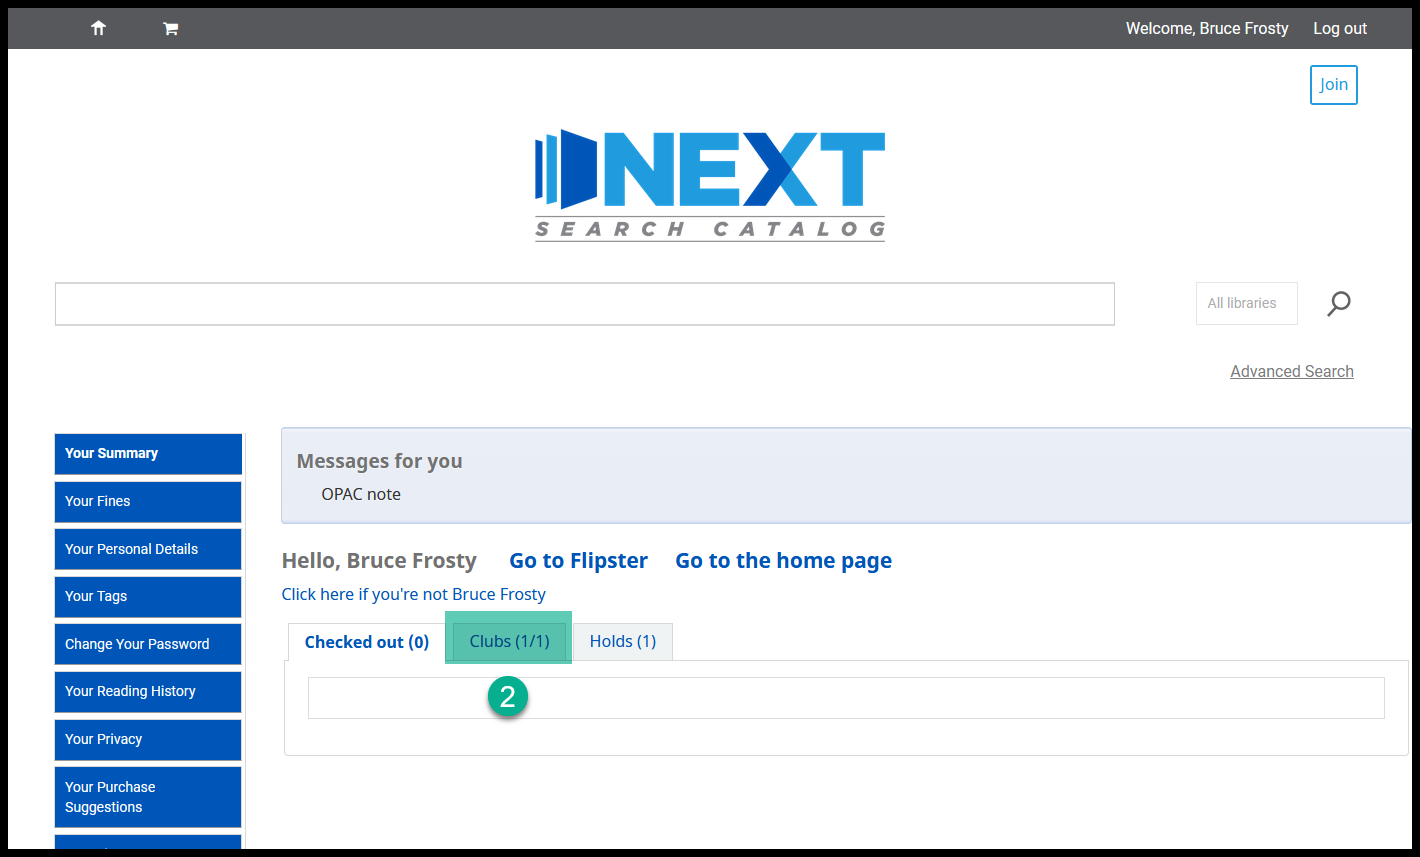 Welcome, Bruce Frosty Log out
Join
NEXT
SEARCH CATALOG
All libraries
Advanced Search
Your Summary
Your Fines
Your Personal Details
Your Tags
Change Your Password
Your Reading History
Your Privacy
Your Purchase
Suggestions
Messages for you
OPAC note
Hello, Bruce Frosty Go to Flipster Go to the home page
Click here if you're not Bruce Frosty
Checked out (0) Clubs (1/1) Holds (1)
2